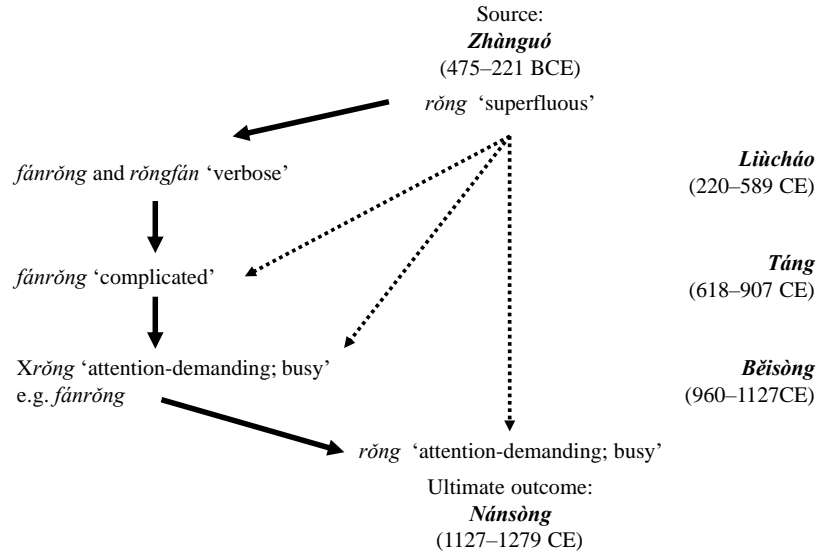 Source:
Zhànguó
(475–221 BCE)
rǒng ‘superfluous’
fánrǒng and rǒngfán ‘verbose’
Liùcháo
(220–589 CE)
fánrǒng ‘complicated’
Táng
(618–907 CE)
Xrǒng ‘attention-demanding; busy’
e.g. fánrǒng
Běisòng
(960–1127CE)
rǒng ‘attention-demanding; busy’
Ultimate outcome:
Nánsòng
(1127–1279 CE)